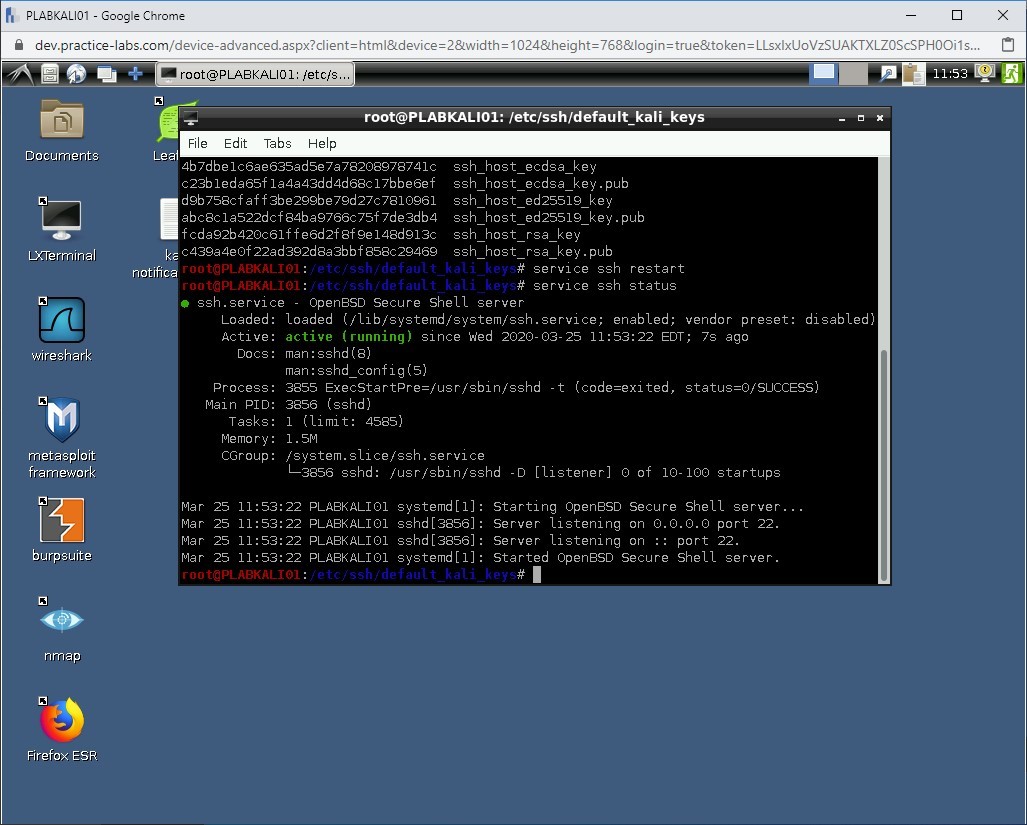 PLABKALI01 - Google Chrome
dev.practice-labs.com/device-advanced.aspx?client=html&device=2&width=1024&height=768&login=true&token=LLsxIxUoVzSUAKTXLZ0ScSPH0Oi1s...
root@PLABKALI01: /etc/s...
11:53
Documents
Leaf
LXTerminal
ka
notifica
wireshark
metasploit
framework
burpsuite
nmap
Firefox ESR
root@PLABKALI01: /etc/ssh/default_kali_keys
File Edit Tabs Help
4b7dbe1c6ae635ad5e7a78208978741c  ssh_host_ecdsa_key
c23b1eda65f1a4a43dd4d68c17bbe6ef  ssh_host_ecdsa_key.pub
d9b758cfaff3be299be79d27c7810961  ssh_host_ed25519_key
abc8c1a522dcf84ba9766c75f7de3db4  ssh_host_ed25519_key.pub
fcda92b420c61ffe6d2f8f9e148d913c  ssh_host_rsa_key
c439a4e0f22ad392d8a3bbf858c29469  ssh_host_rsa_key.pub
root@PLABKALI01:/etc/ssh/default_kali_keys# service ssh restart
root@PLABKALI01:/etc/ssh/default_kali_keys# service ssh status
● ssh.service - OpenBSD Secure Shell server
Loaded: loaded (/lib/systemd/system/ssh.service; enabled; vendor preset: disabled)
Active: active (running) since Wed 2020-03-25 11:53:22 EDT; 7s ago
Docs: man:sshd(8)
man:sshd_config(5)
Process: 3855 ExecStartPre=/usr/sbin/sshd -t (code=exited, status=0/SUCCESS)
Main PID: 3856 (sshd)
Tasks: 1 (limit: 4585)
Memory: 1.5M
CGroup: /system.slice/ssh.service
└─3856 sshd: /usr/sbin/sshd -D [listener] 0 of 10-100 startups
Mar 25 11:53:22 PLABKALI01 systemd[1]: Starting OpenBSD Secure Shell server...
Mar 25 11:53:22 PLABKALI01 sshd[3856]: Server listening on 0.0.0.0 port 22.
Mar 25 11:53:22 PLABKALI01 sshd[3856]: Server listening on :: port 22.
Mar 25 11:53:22 PLABKALI01 systemd[1]: Started OpenBSD Secure Shell server.
root@PLABKALI01:/etc/ssh/default_kali_keys#